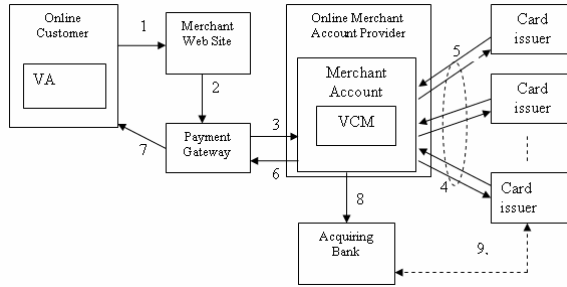 Online
Customer
VA
1
Merchant
Web Site
2
Payment
Gateway
7
3
6
Online Merchant
Account Provider
Merchant
Account
VCM
5
4
Card
issuer
Card
issuer
Card
issuer
8
Acquiring
Bank
9.